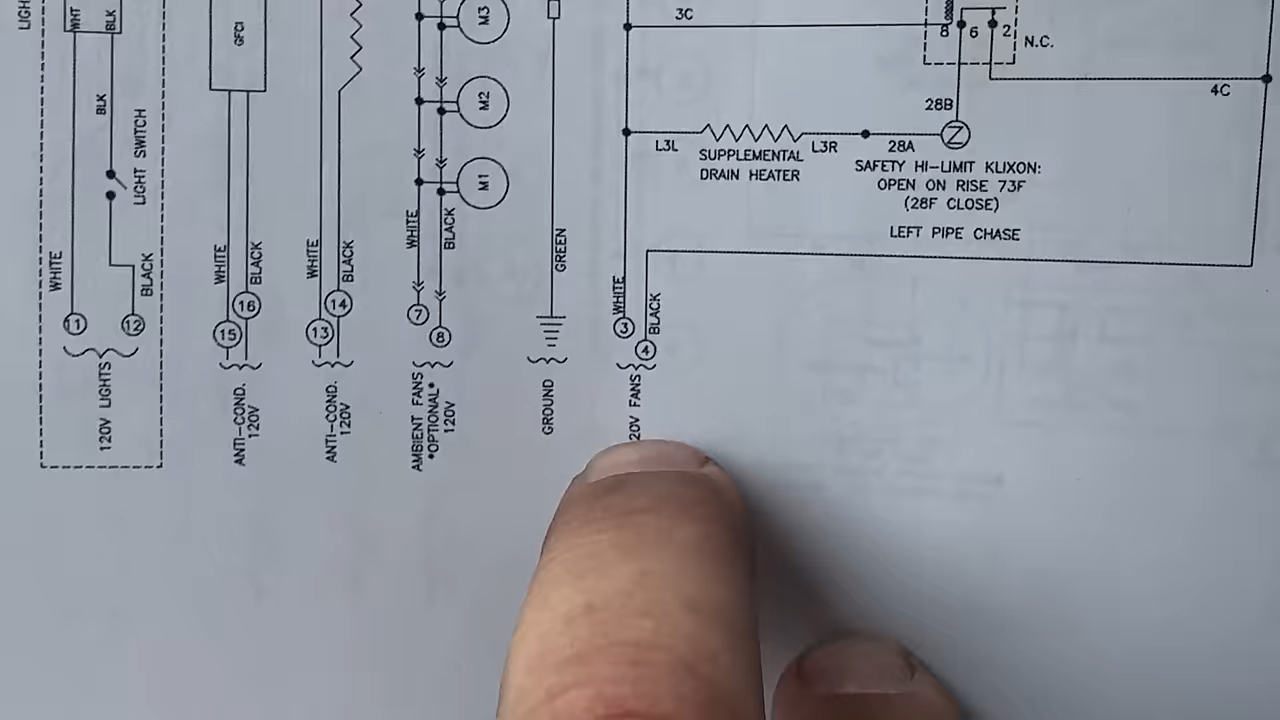 LIGH
WHT
BLK
BLK
LIGHT SWITCH
WHITE
BLACK
11
12
120V LIGHTS
GFCI
WHITE
BLACK
15
16
ANTI-COND.
120V
WHITE
BLACK
13
14
ANTI-COND.
120V
M3
M2
M1
WHITE
BLACK
7
8
AMBIENT FANS
*OPTIONAL*
120V
GREEN
GROUND
3C
8
6
2
N.C.
4C
28B
Z
L3L
L3R
28A
SUPPLEMENTAL
DRAIN HEATER
SAFETY HI-LIMIT KLIXON:
OPEN ON RISE 73F
(28F CLOSE)
LEFT PIPE CHASE
WHITE
BLACK
3
4
20V FANS